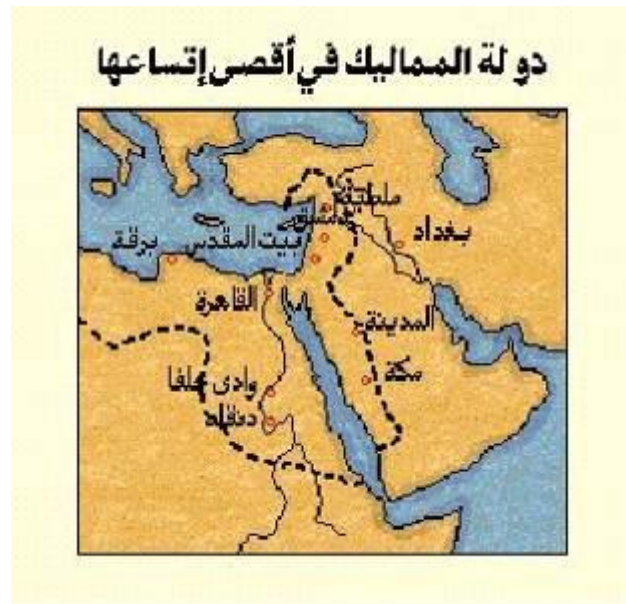 دولة المماليك في أقصى إتساعها
ملطية
دمشق
بغداد
بيت المقدس
برقة
القاهرة
المدينة
مكة
وادى حلفا
دنقلة